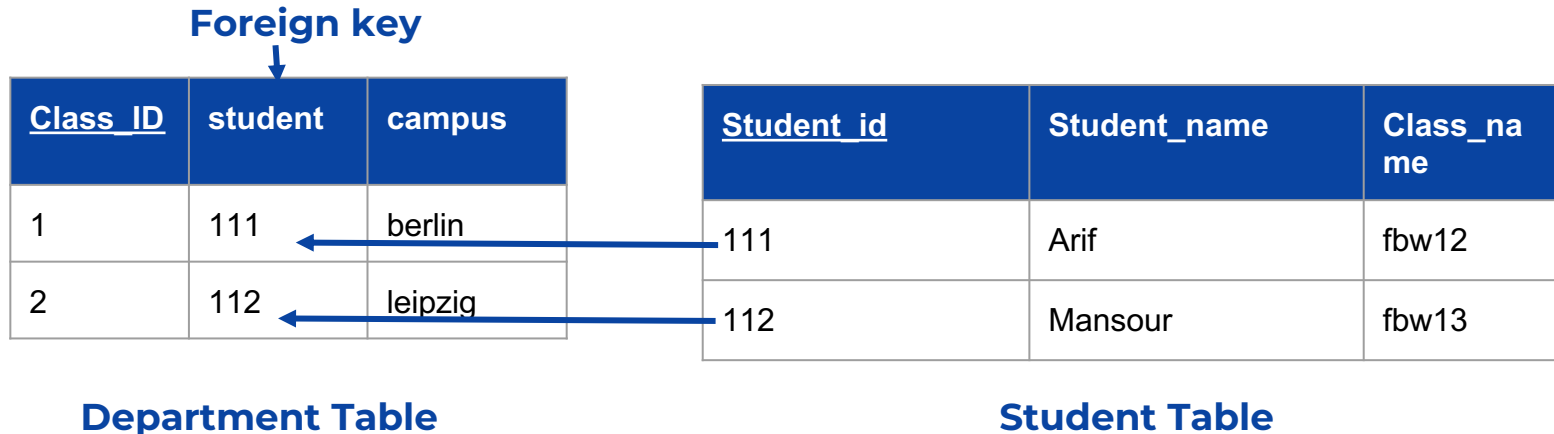 Foreign key
Class_ID student campus
1 111 berlin
2 112 leipzig
Department Table
Student_id Student_name Class_na
me
111 Arif fbw12
112 Mansour fbw13
Student Table